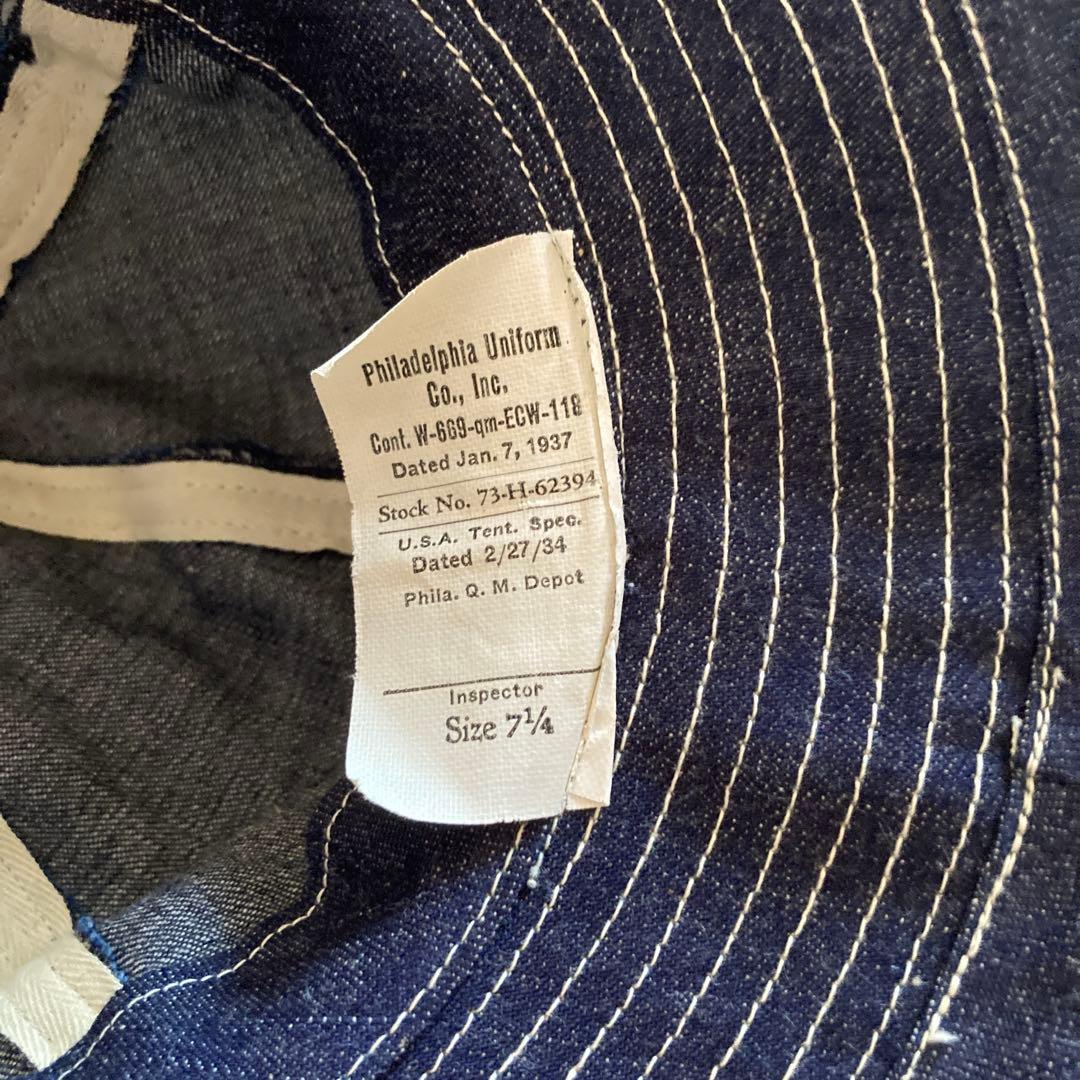 Philadelphia Uniform
Co., Inc.
Cont. W-669-qm-ECW-118
Dated Jan. 7, 1937
Stock No. 73-H-62394
U.S.A. Tent. Spec.
Dated 2/27/34
Phila. Q. M. Depot
Inspector
Size 7¼